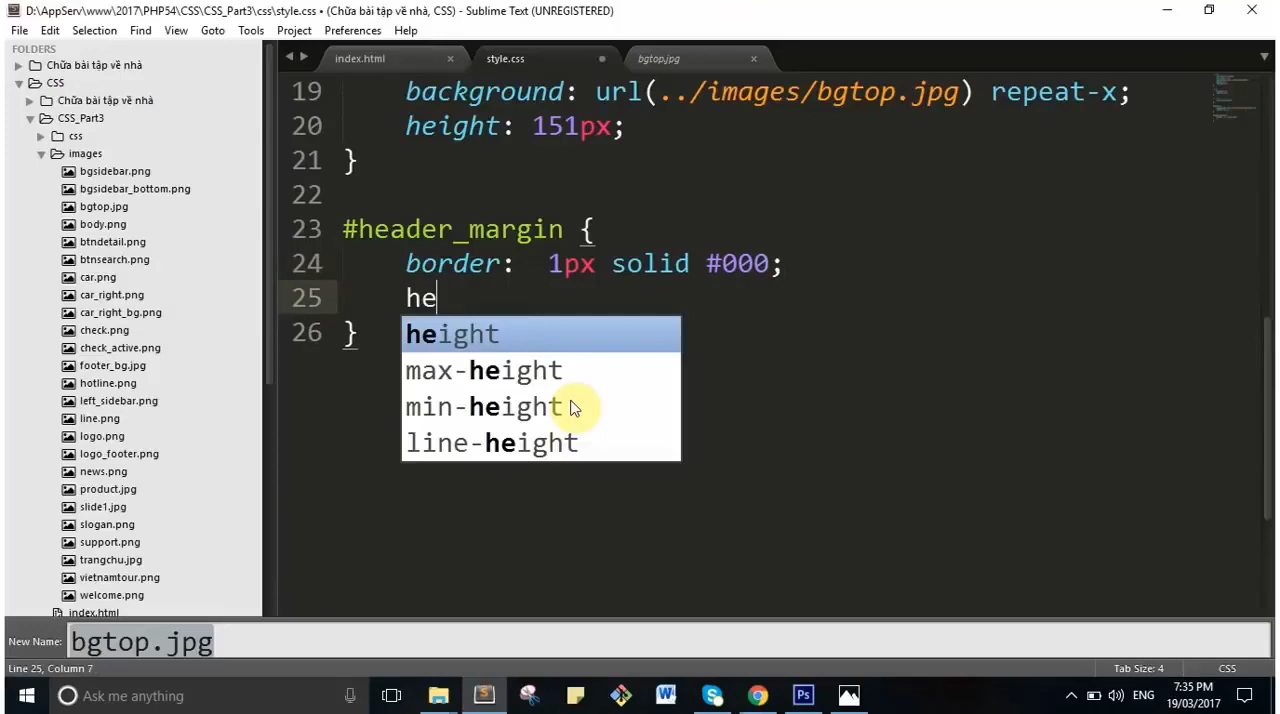 D:\AppServ\www\2017\PHP54\CSS\CSS_Part3\css\style.css • (Chữa bài tập về nhà, CSS) - Sublime Text (UNREGISTERED)
File Edit Selection Find View Goto Tools Project Preferences Help
FOLDERS
Chữa bài tập về nhà
CSS
Chữa bài tập về nhà
CSS_Part3
css
images
bgsidebar.png
bgsidebar_bottom.png
bgtop.jpg
body.png
btndetail.png
btnsearch.png
car.png
car_right.png
car_right_bg.png
check.png
check_active.png
footer_bg.jpg
hotline.png
left_sidebar.png
line.png
logo.png
logo_footer.png
news.png
product.jpg
slide1.jpg
slogan.png
support.png
trangchu.jpg
vietnamtour.png
welcome.png
index.html
index.html style.css bgtop.jpg
19 background: url(../images/bgtop.jpg) repeat-x;
20 height: 151px;
21 }
22
23 #header_margin {
24 border:  1px solid #000;
25 he
height
max-height
min-height
line-height
26 }
New Name: bgtop.jpg
Line 25, Column 7 Tab Size: 4 CSS
Ask me anything ENG 7:35 PM
19/03/2017